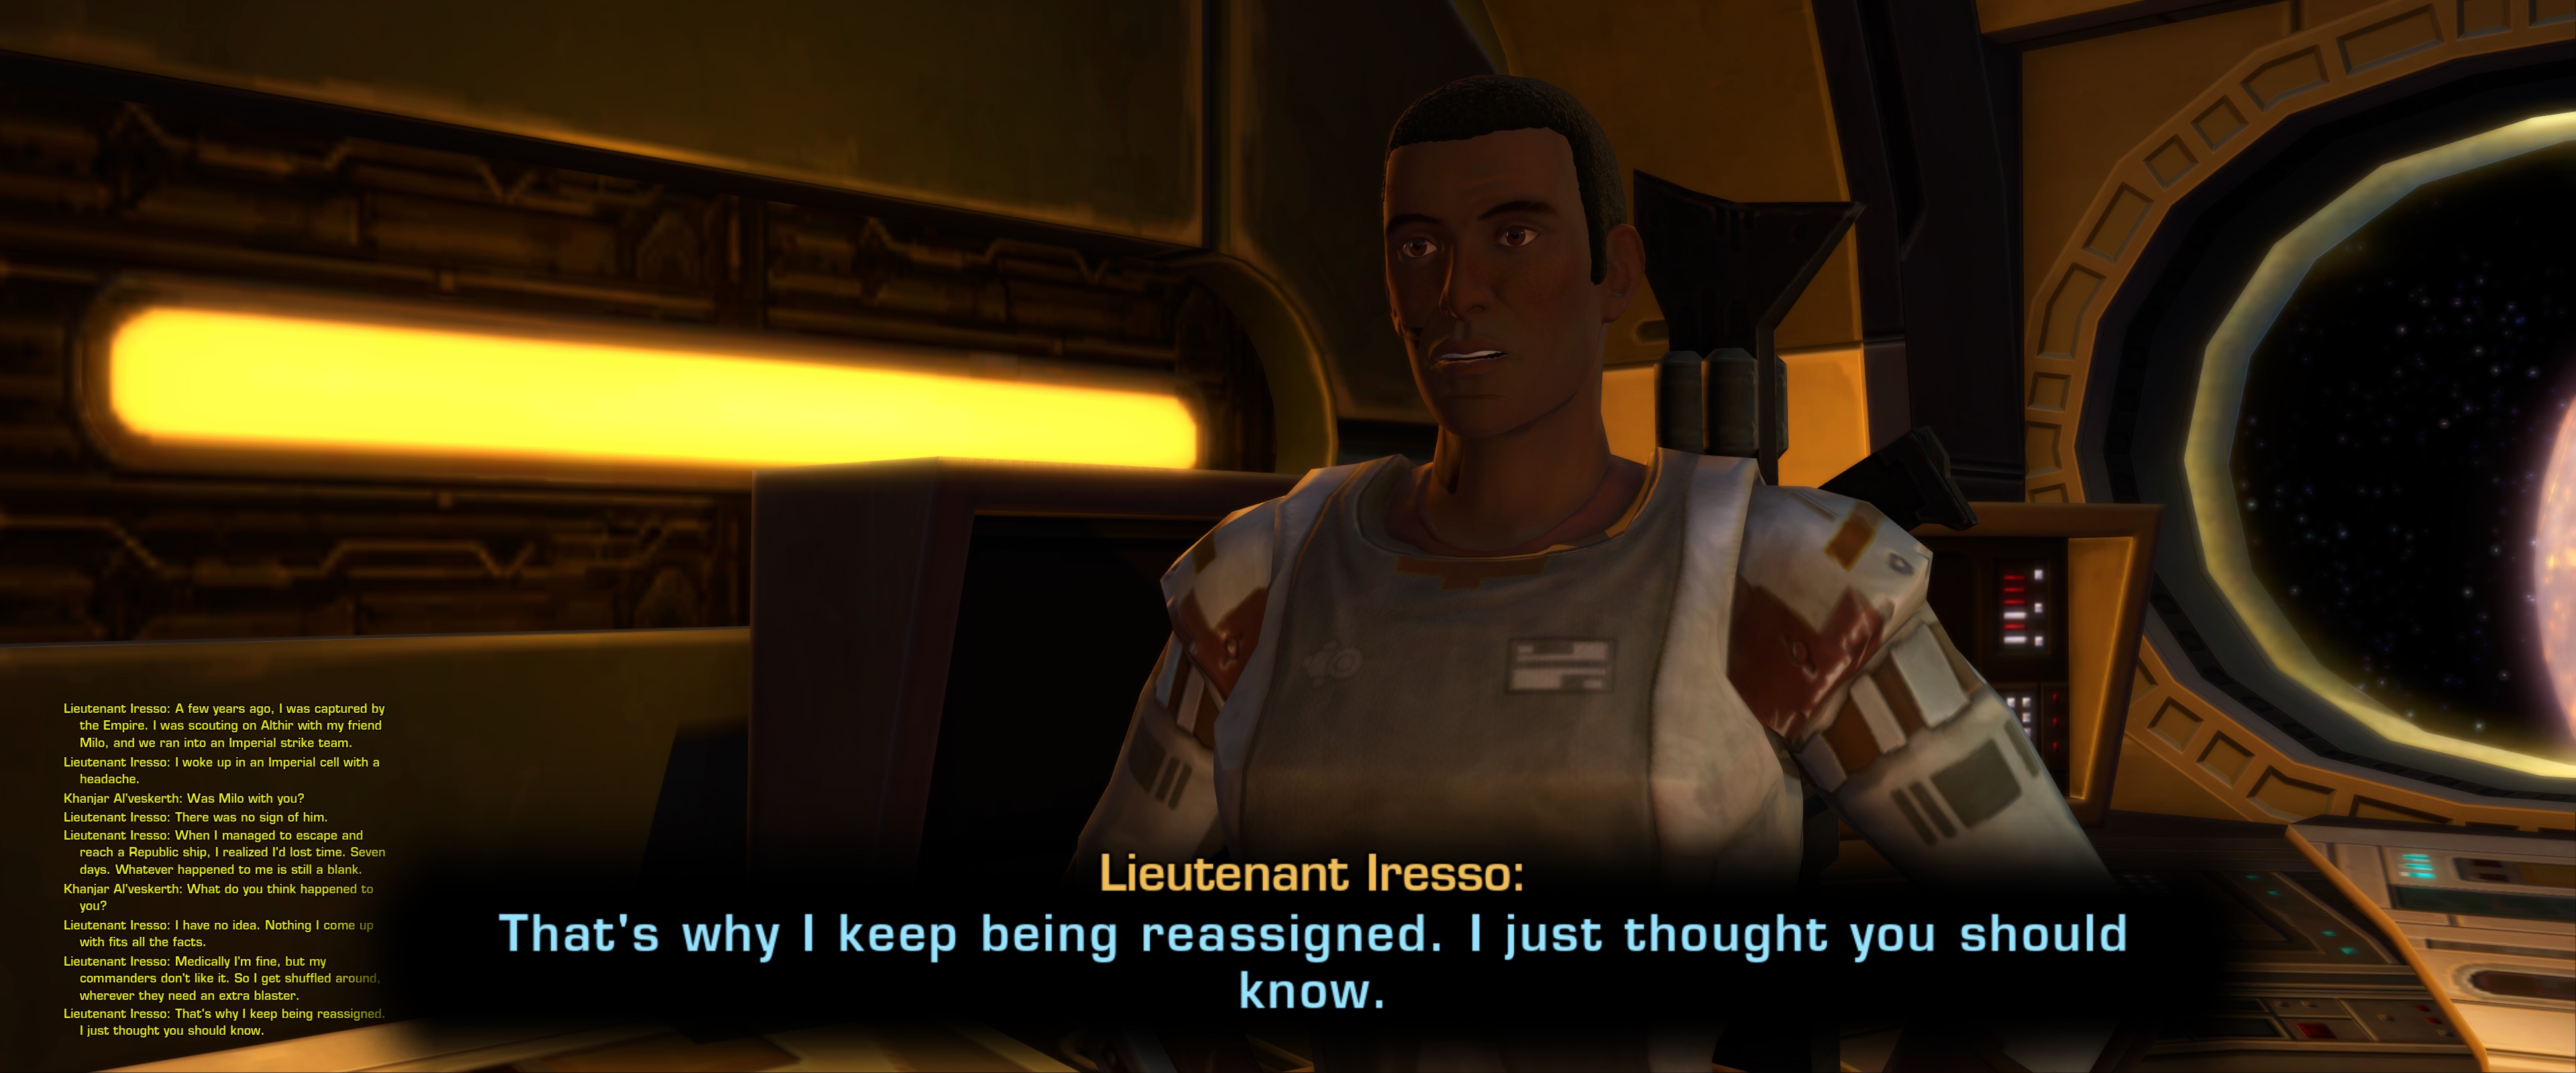 Lieutenant Iresso: A few years ago, I was captured by
the Empire. I was scouting on Althir with my friend
Milo, and we ran into an Imperial strike team.
Lieutenant Iresso: I woke up in an Imperial cell with a
headache.
Khanjar Al'veskerth: Was Milo with you?
Lieutenant Iresso: There was no sign of him.
Lieutenant Iresso: When I managed to escape and
reach a Republic ship, I realized I'd lost time. Seven
days. Whatever happened to me is still a blank.
Khanjar Al'veskerth: What do you think happened to
you?
Lieutenant Iresso: I have no idea. Nothing I come up
with fits all the facts.
Lieutenant Iresso: Medically I'm fine, but my
commanders don't like it. So I get shuffled around,
wherever they need an extra blaster.
Lieutenant Iresso: That's why I keep being reassigned.
I just thought you should know.
Lieutenant Iresso:
That's why I keep being reassigned. I just thought you should
know.